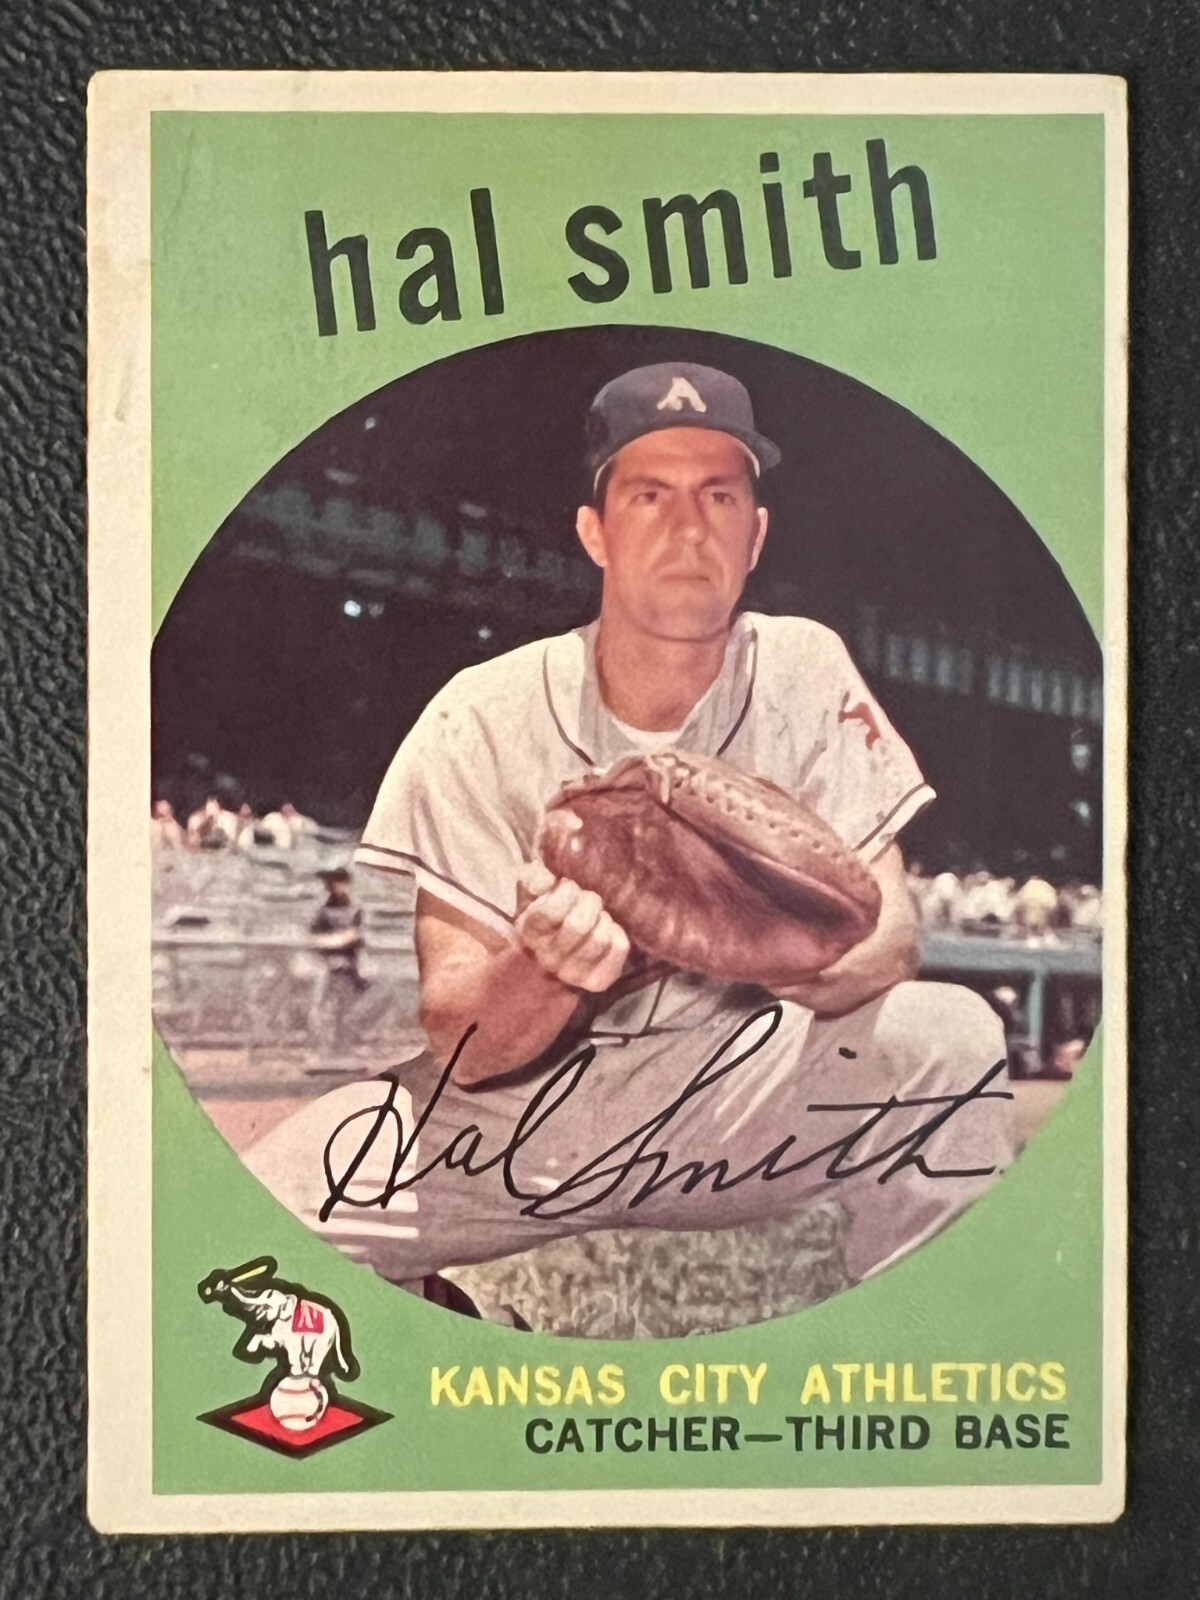 hal smith
A
Hal Smith
A
KANSAS CITY ATHLETICS
CATCHER—THIRD BASE